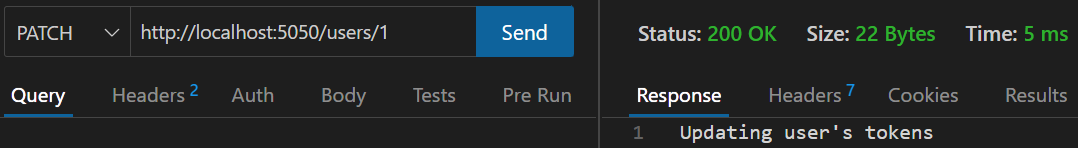 PATCH http://localhost:5050/users/1 Send
Query Headers 2 Auth Body Tests Pre Run
Status: 200 OK Size: 22 Bytes Time: 5 ms
Response Headers 7 Cookies Results
1 Updating user's tokens